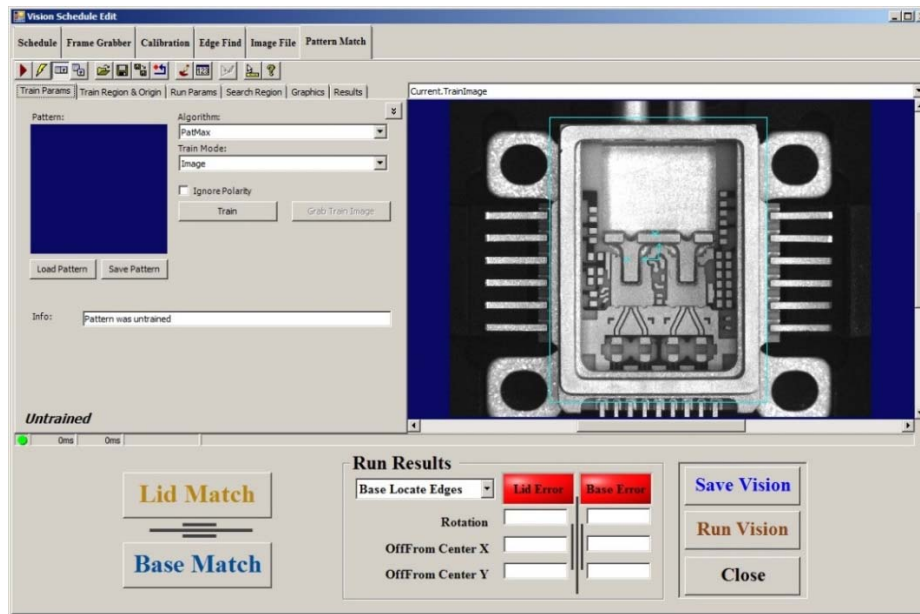 Vision Schedule Edit
Schedule Frame Grabber Calibration Edge Find Image File Pattern Match
Train Params Train Region & Origin Run Params Search Region Graphics Results
Current.TrainImage
Pattern:
Algorithm:
PatMax
Train Mode:
Image
Ignore Polarity
Train Grab Train Image
Load Pattern Save Pattern
Info: Pattern was untrained
Untrained
0ms 0ms
Lid Match
Base Match
Run Results
Base Locate Edges Lid Error Base Error
Rotation
OffFrom Center X
OffFrom Center Y
Save Vision
Run Vision
Close